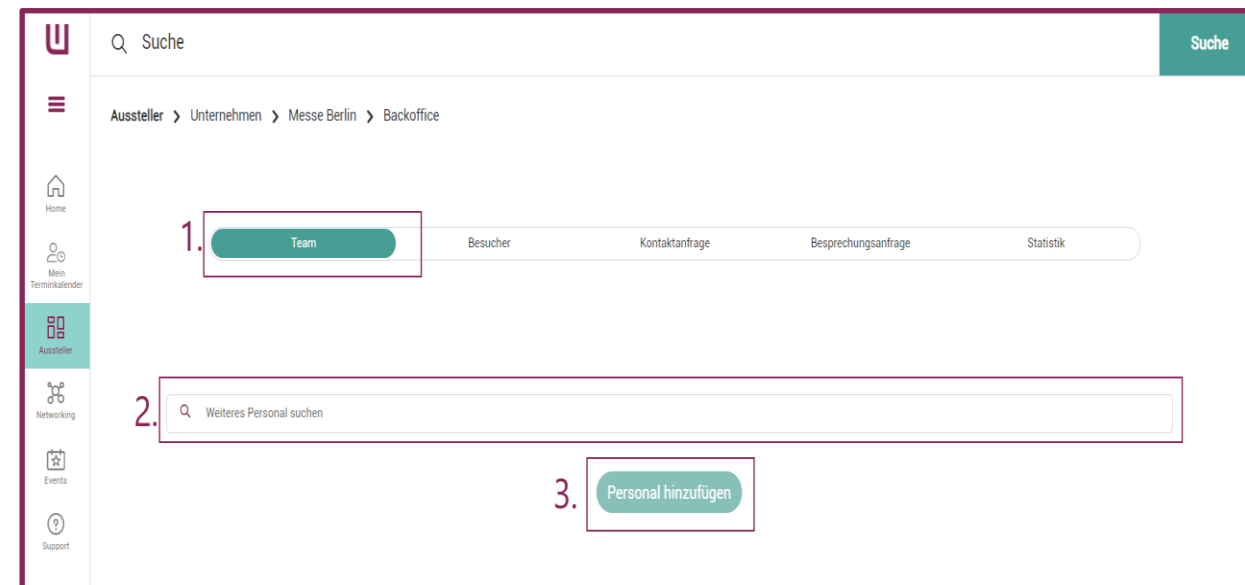 Suche
Suche
Aussteller > Unternehmen > Messe Berlin > Backoffice
Home
Mein
Terminkalender
Aussteller
Networking
Events
Support
1.
Team
Besucher
Kontaktanfrage
Besprechungsanfrage
Statistik
2.
Weiteres Personal suchen
3.
Personal hinzufügen